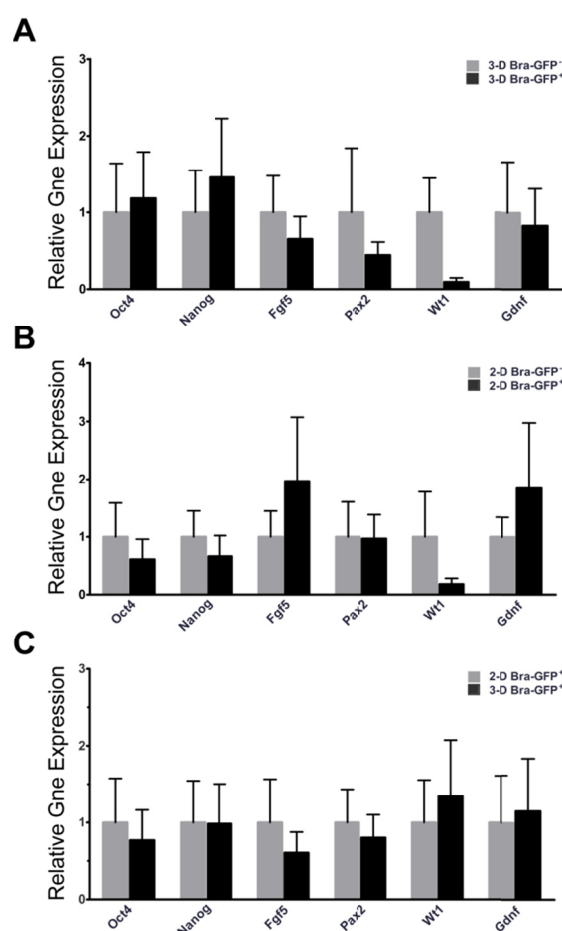 A
Relative Gne Expression
3
2
1
0
3-D Bra-GFP⁻
3-D Bra-GFP⁺
Oct4
Nanog
Fgf5
Pax2
Wt1
Gdnf
B
Relative Gne Expression
4
3
2
1
0
2-D Bra-GFP⁻
2-D Bra-GFP⁺
Oct4
Nanog
Fgf5
Pax2
Wt1
Gdnf
C
Relative Gne Expression
3
2
1
0
2-D Bra-GFP⁺
3-D Bra-GFP⁺
Oct4
Nanog
Fgf5
Pax2
Wt1
Gdnf